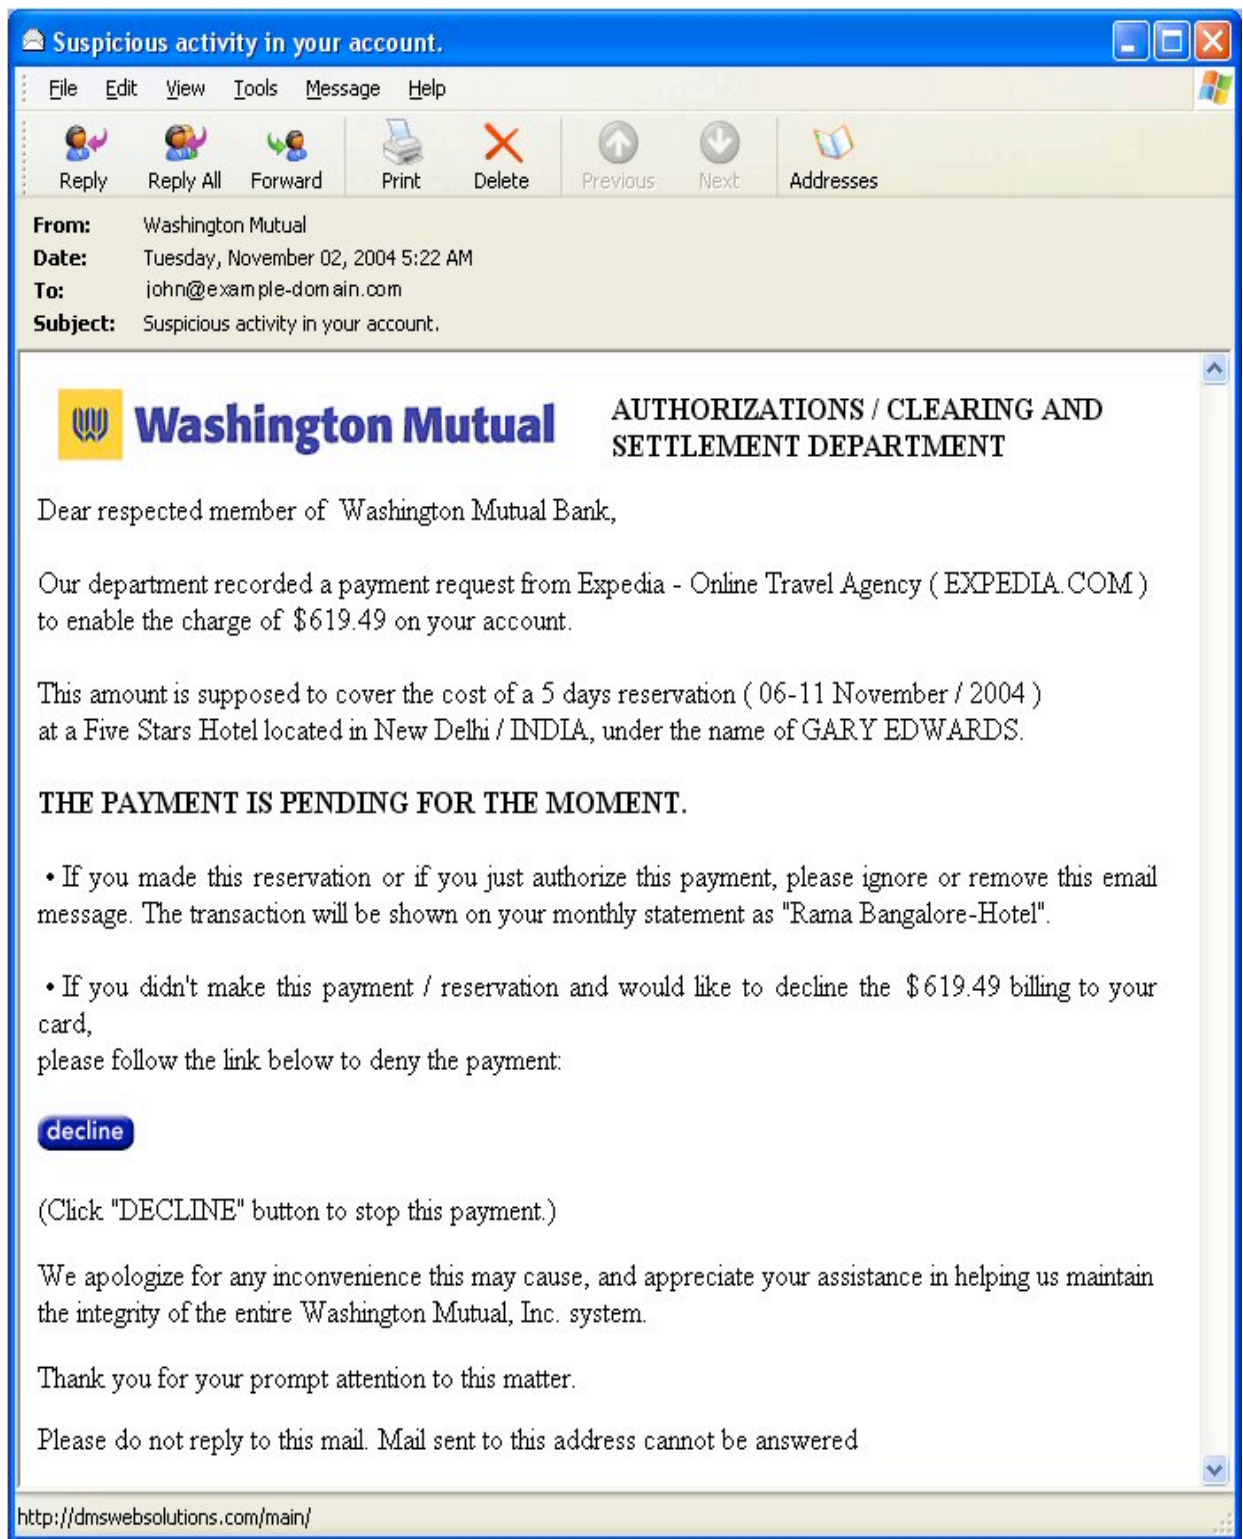 Suspicious activity in your account.
File Edit View Tools Message Help
Reply Reply All Forward Print Delete Previous Next Addresses
From: Washington Mutual
Date: Tuesday, November 02, 2004 5:22 AM
To: john@example-domain.com
Subject: Suspicious activity in your account.
Washington Mutual
AUTHORIZATIONS / CLEARING AND
SETTLEMENT DEPARTMENT
Dear respected member of Washington Mutual Bank,
Our department recorded a payment request from Expedia - Online Travel Agency ( EXPEDIA.COM )
to enable the charge of $619.49 on your account.
This amount is supposed to cover the cost of a 5 days reservation ( 06-11 November / 2004 )
at a Five Stars Hotel located in New Delhi / INDIA, under the name of GARY EDWARDS.
THE PAYMENT IS PENDING FOR THE MOMENT.
• If you made this reservation or if you just authorize this payment, please ignore or remove this email
message. The transaction will be shown on your monthly statement as "Rama Bangalore-Hotel".
• If you didn't make this payment / reservation and would like to decline the $619.49 billing to your
card,
please follow the link below to deny the payment:
decline
(Click "DECLINE" button to stop this payment.)
We apologize for any inconvenience this may cause, and appreciate your assistance in helping us maintain
the integrity of the entire Washington Mutual, Inc. system.
Thank you for your prompt attention to this matter.
Please do not reply to this mail. Mail sent to this address cannot be answered
http://dmswebsolutions.com/main/